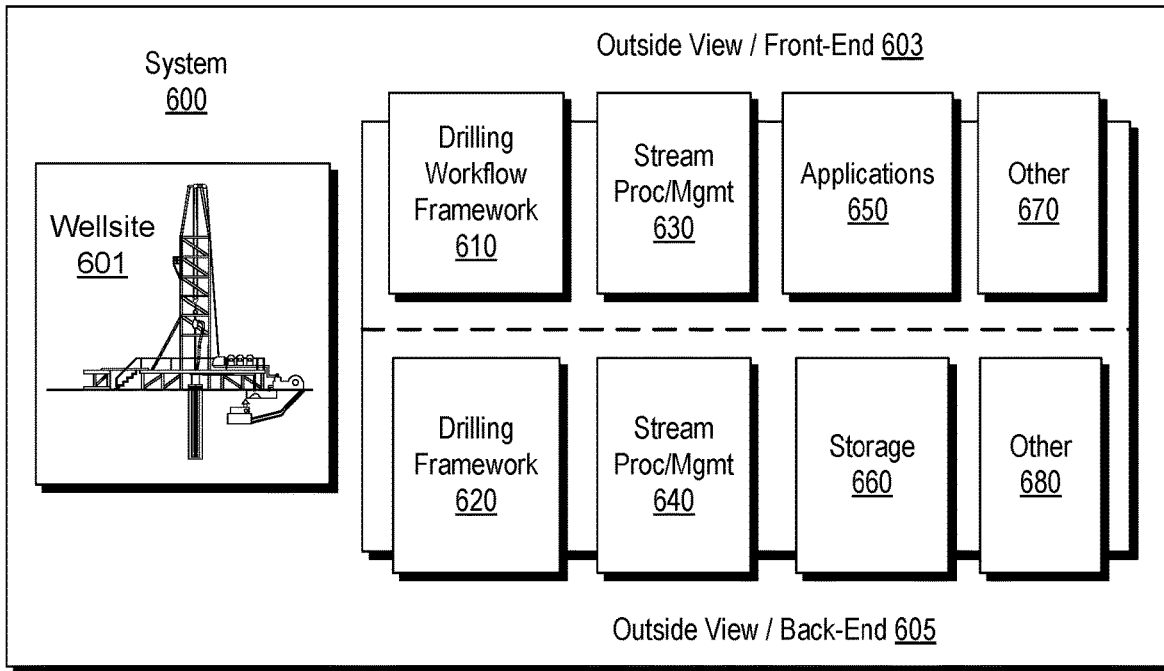 System
600
Outside View / Front-End 603
Wellsite
601
Drilling
Workflow
Framework
610
Stream
Proc/Mgmt
630
Applications
650
Other
670
Drilling
Framework
620
Stream
Proc/Mgmt
640
Storage
660
Other
680
Outside View / Back-End 605